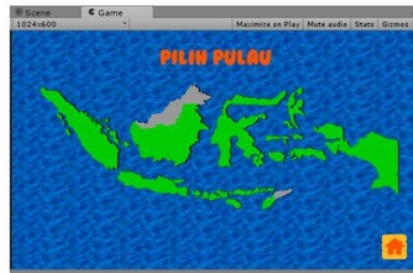 Scene Game
1024x600 Maximize on Play Mute audio Stats Gizmos
PILIH PULAU